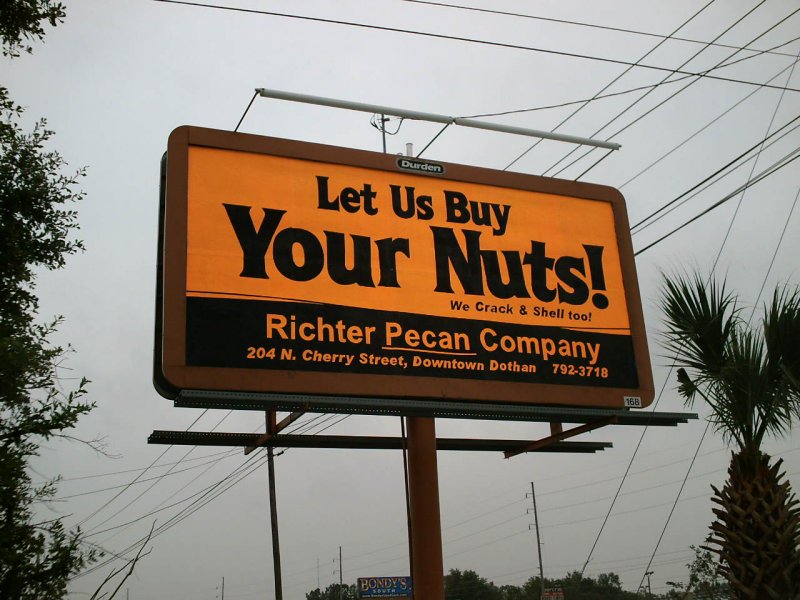 Durden
Let Us Buy
Your Nuts!
We Crack & Shell too!
Richter Pecan Company
204 N. Cherry Street, Downtown Dothan 792-3718
168
BONDY'S
SOUTH